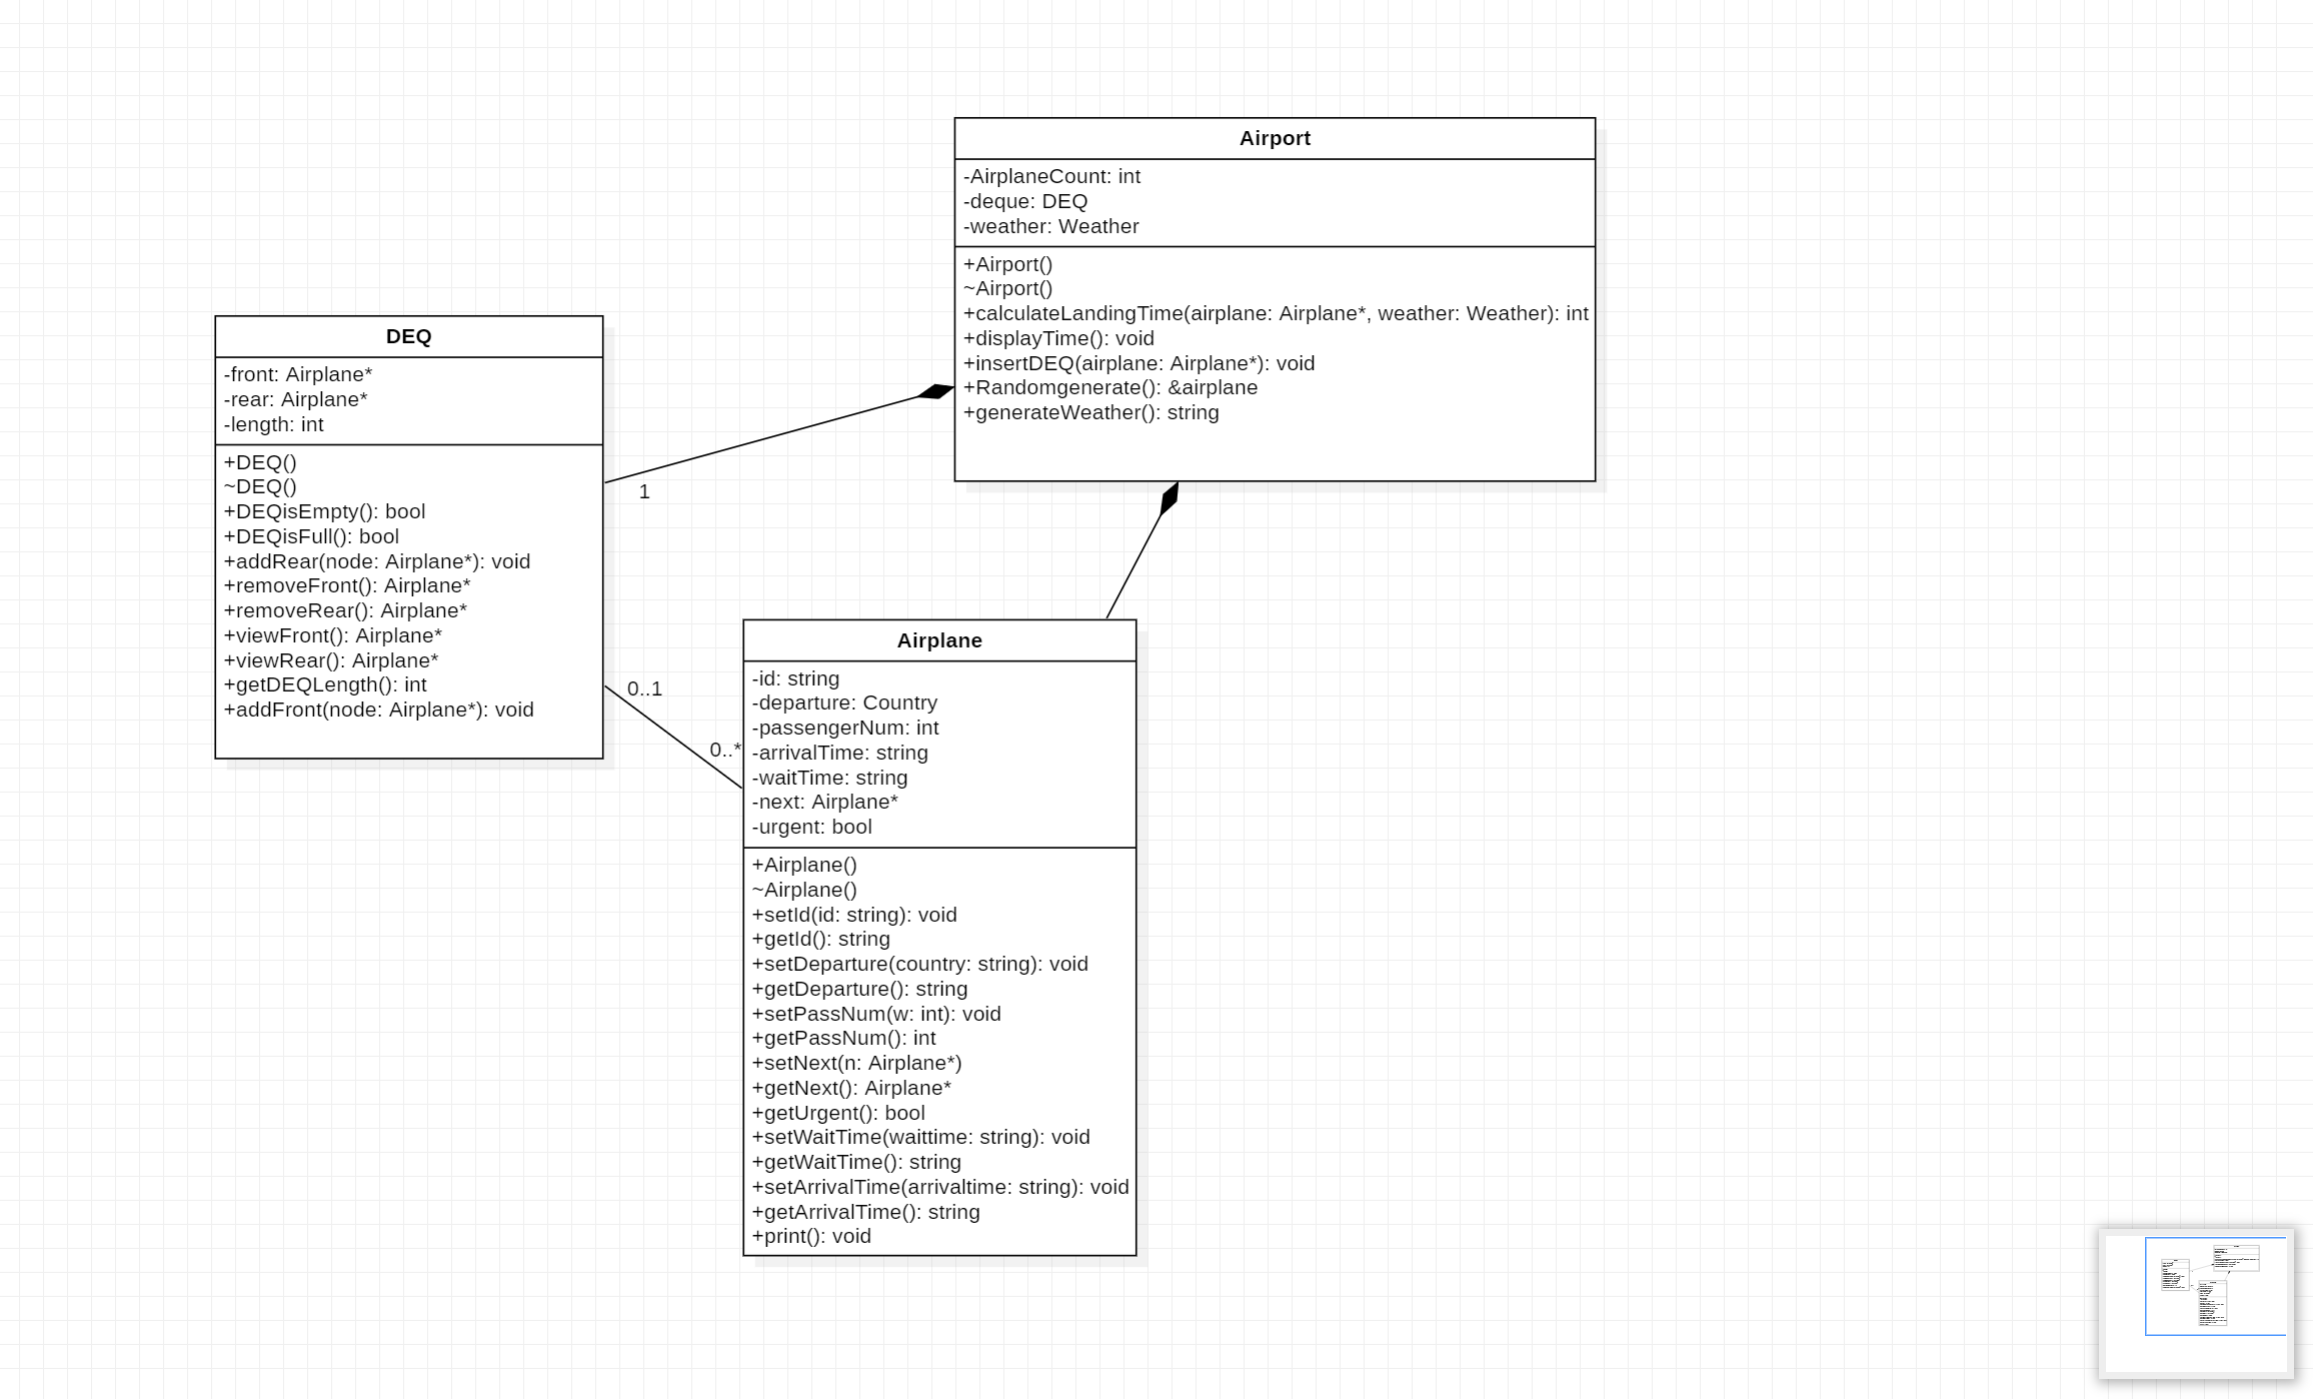 Airport
-AirplaneCount: int
-deque: DEQ
-weather: Weather
+Airport()
~Airport()
+calculateLandingTime(airplane: Airplane*, weather: Weather): int
+displayTime(): void
+insertDEQ(airplane: Airplane*): void
+Randomgenerate(): &airplane
+generateWeather(): string
DEQ
-front: Airplane*
-rear: Airplane*
-length: int
+DEQ()
~DEQ()
+DEQisEmpty(): bool
+DEQisFull(): bool
+addRear(node: Airplane*): void
+removeFront(): Airplane*
+removeRear(): Airplane*
+viewFront(): Airplane*
+viewRear(): Airplane*
+getDEQLength(): int
+addFront(node: Airplane*): void
1
0..1
0..*
Airplane
-id: string
-departure: Country
-passengerNum: int
-arrivalTime: string
-waitTime: string
-next: Airplane*
-urgent: bool
+Airplane()
~Airplane()
+setId(id: string): void
+getId(): string
+setDeparture(country: string): void
+getDeparture(): string
+setPassNum(w: int): void
+getPassNum(): int
+setNext(n: Airplane*)
+getNext(): Airplane*
+getUrgent(): bool
+setWaitTime(waittime: string): void
+getWaitTime(): string
+setArrivalTime(arrivaltime: string): void
+getArrivalTime(): string
+print(): void